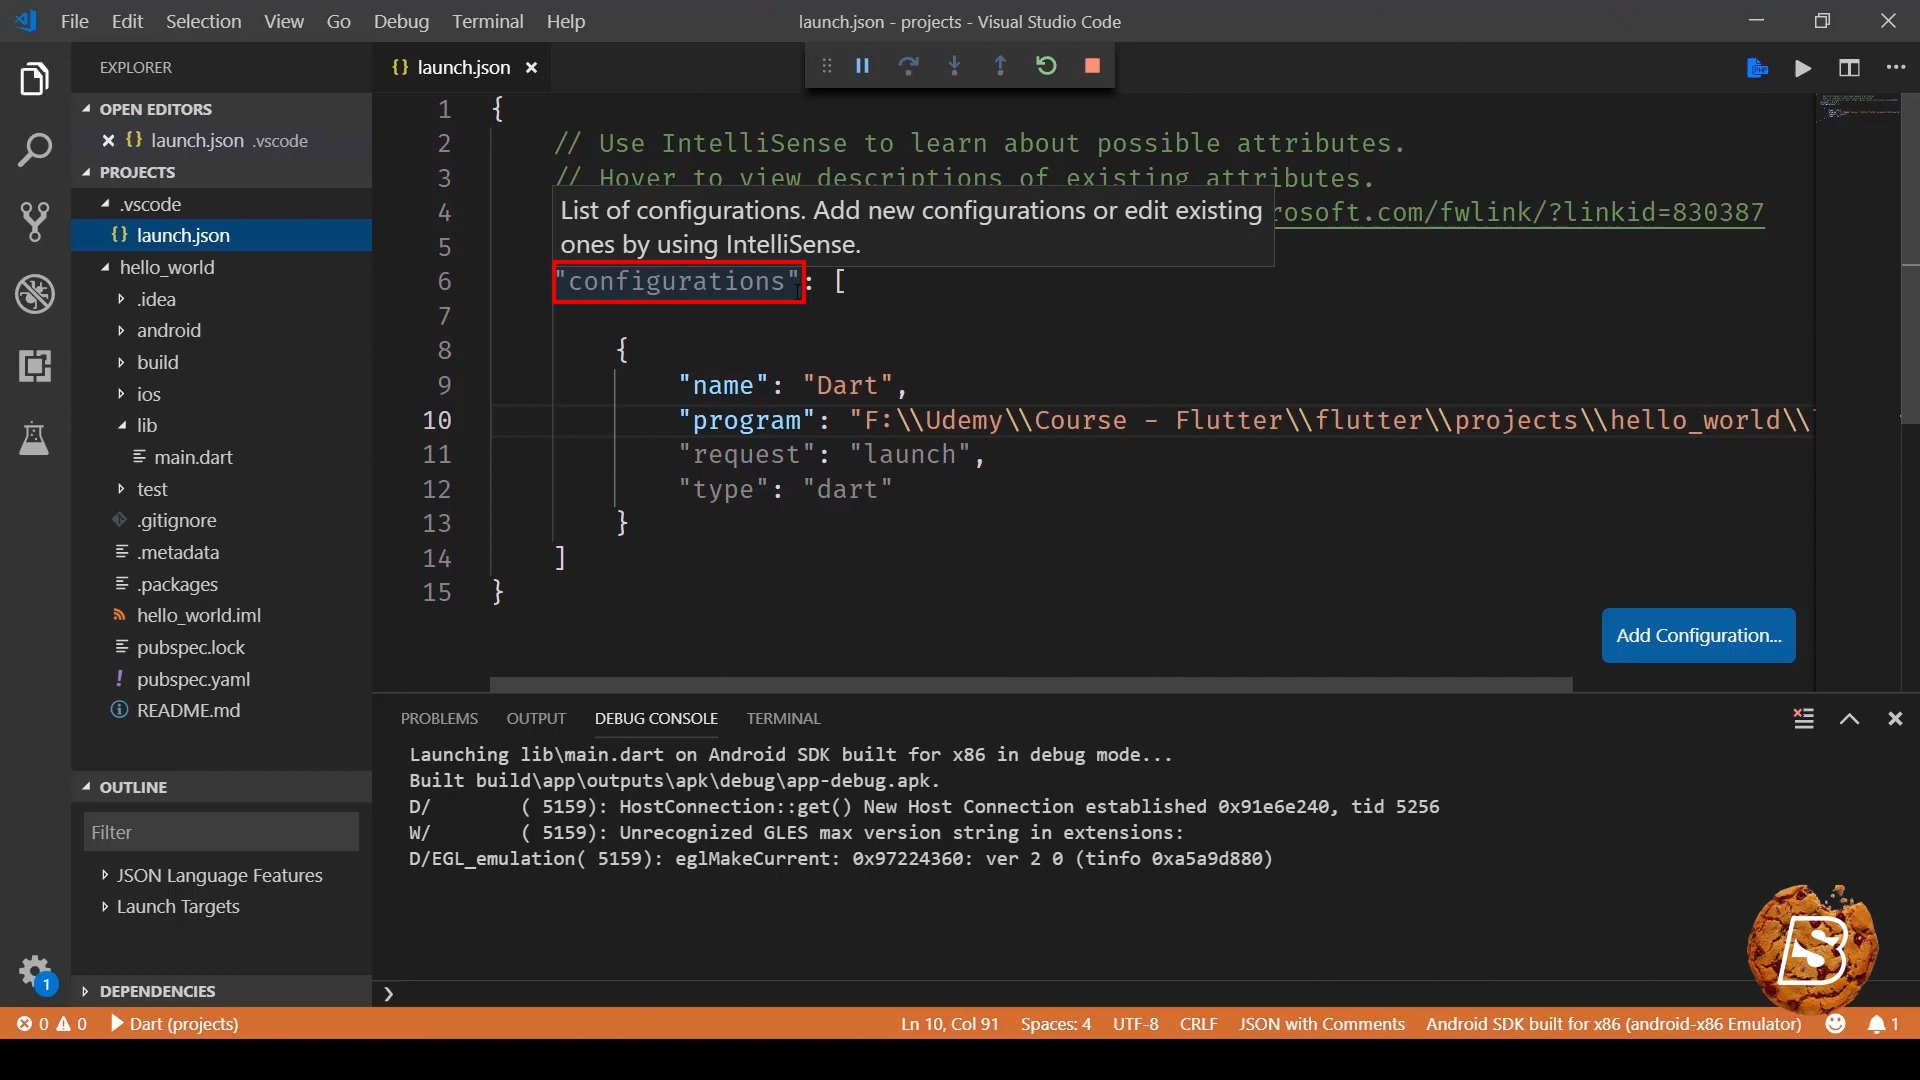 File Edit Selection View Go Debug Terminal Help
launch.json - projects - Visual Studio Code
EXPLORER
{} launch.json ×
OPEN EDITORS
× {} launch.json .vscode
PROJECTS
.vscode
{} launch.json
hello_world
.idea
android
build
ios
lib
main.dart
test
.gitignore
.metadata
.packages
hello_world.iml
pubspec.lock
! pubspec.yaml
README.md
OUTLINE
Filter
JSON Language Features
Launch Targets
DEPENDENCIES
1
1 {
2 // Use IntelliSense to learn about possible attributes.
3 // Hover to view descriptions of existing attributes.
4 rosoft.com/fwlink/?linkid=830387
List of configurations. Add new configurations or edit existing
ones by using IntelliSense.
5
6 "configurations": [
7
8 {
9 "name": "Dart",
10 "program": "F:\\Udemy\\Course - Flutter\\flutter\\projects\\hello_world\\
11 "request": "launch",
12 "type": "dart"
13 }
14 ]
15 }
Add Configuration...
PROBLEMS OUTPUT DEBUG CONSOLE TERMINAL
Launching lib\main.dart on Android SDK built for x86 in debug mode...
Built build\app\outputs\apk\debug\app-debug.apk.
D/ ( 5159): HostConnection::get() New Host Connection established 0x91e6e240, tid 5256
W/ ( 5159): Unrecognized GLES max version string in extensions:
D/EGL_emulation( 5159): eglMakeCurrent: 0x97224360: ver 2 0 (tinfo 0xa5a9d880)
0 0 Dart (projects) Ln 10, Col 91 Spaces: 4 UTF-8 CRLF JSON with Comments Android SDK built for x86 (android-x86 Emulator) 1